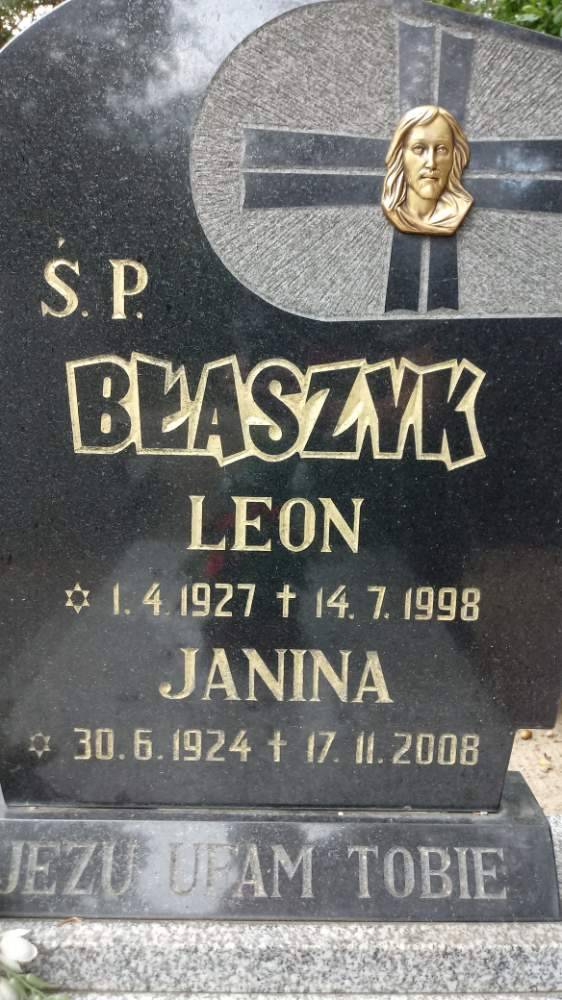 Ś. P.
BŁASZYK
LEON
✡ 1. 4. 1927 ✝ 14. 7. 1998
JANINA
✡ 30. 6. 1924 ✝ 17. 11. 2008
JEZU UFAM TOBIE